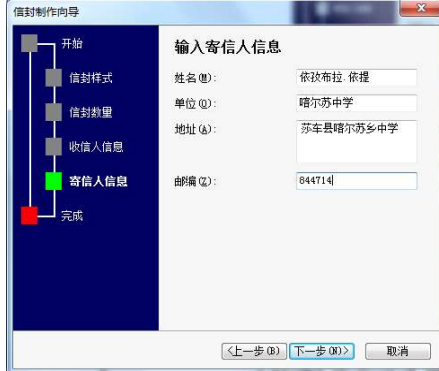 信封制作向导
开始
信封样式
信封数量
收信人信息
寄信人信息
完成
输入寄信人信息
姓名(M): 依孜布拉.依提
单位(O): 喀尔苏中学
地址(A): 莎车县喀尔苏乡中学
邮编(Z): 844714
<上一步(B) 下一步(N)> 取消